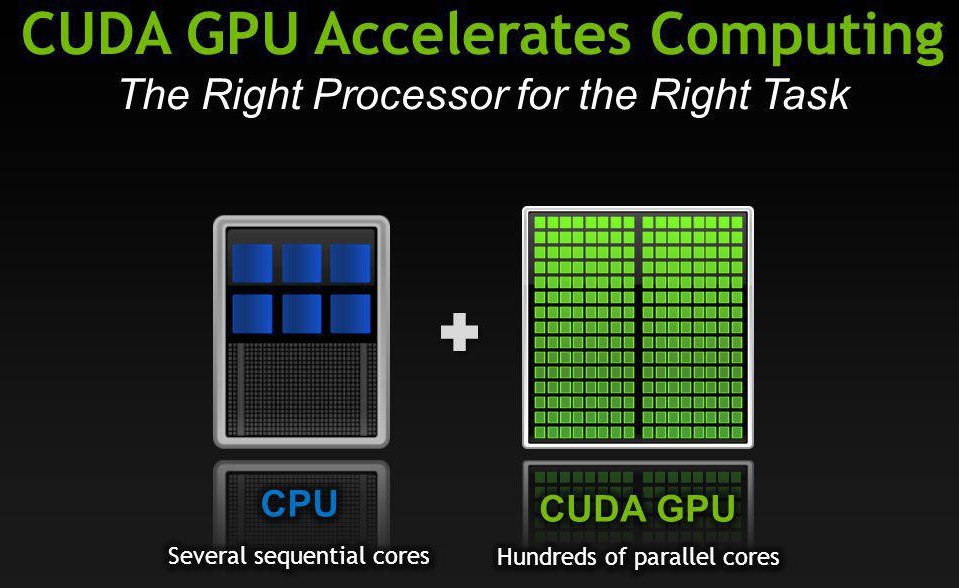 CUDA GPU Accelerates Computing
The Right Processor for the Right Task
CPU
Several sequential cores
CUDA GPU
Hundreds of parallel cores